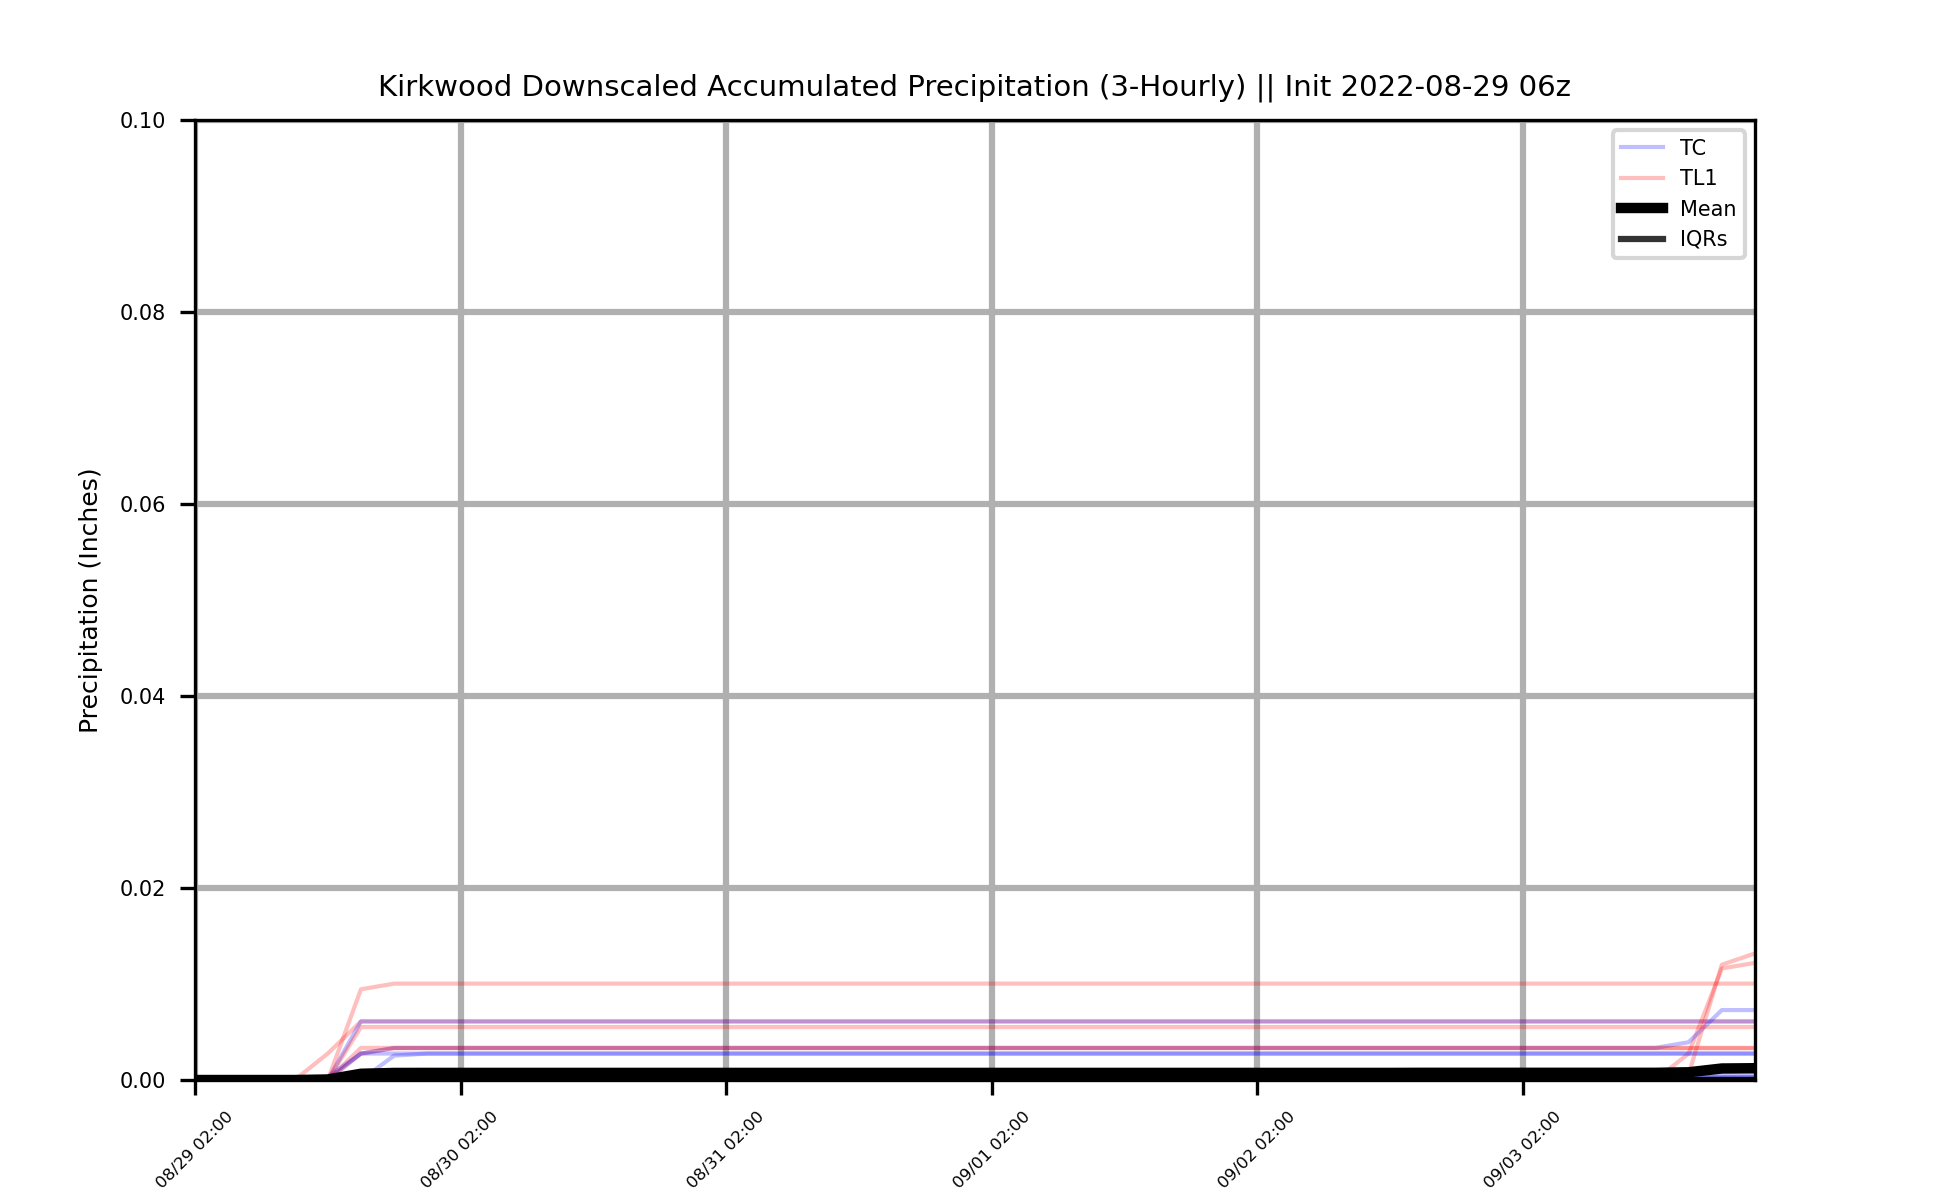 Kirkwood Downscaled Accumulated Precipitation (3-Hourly) || Init 2022-08-29 06z
0.10
0.08
0.06
0.04
0.02
0.00
Precipitation (Inches)
TC
TL1
Mean
IQRs
08/29 02:00
08/30 02:00
08/31 02:00
09/01 02:00
09/02 02:00
09/03 02:00